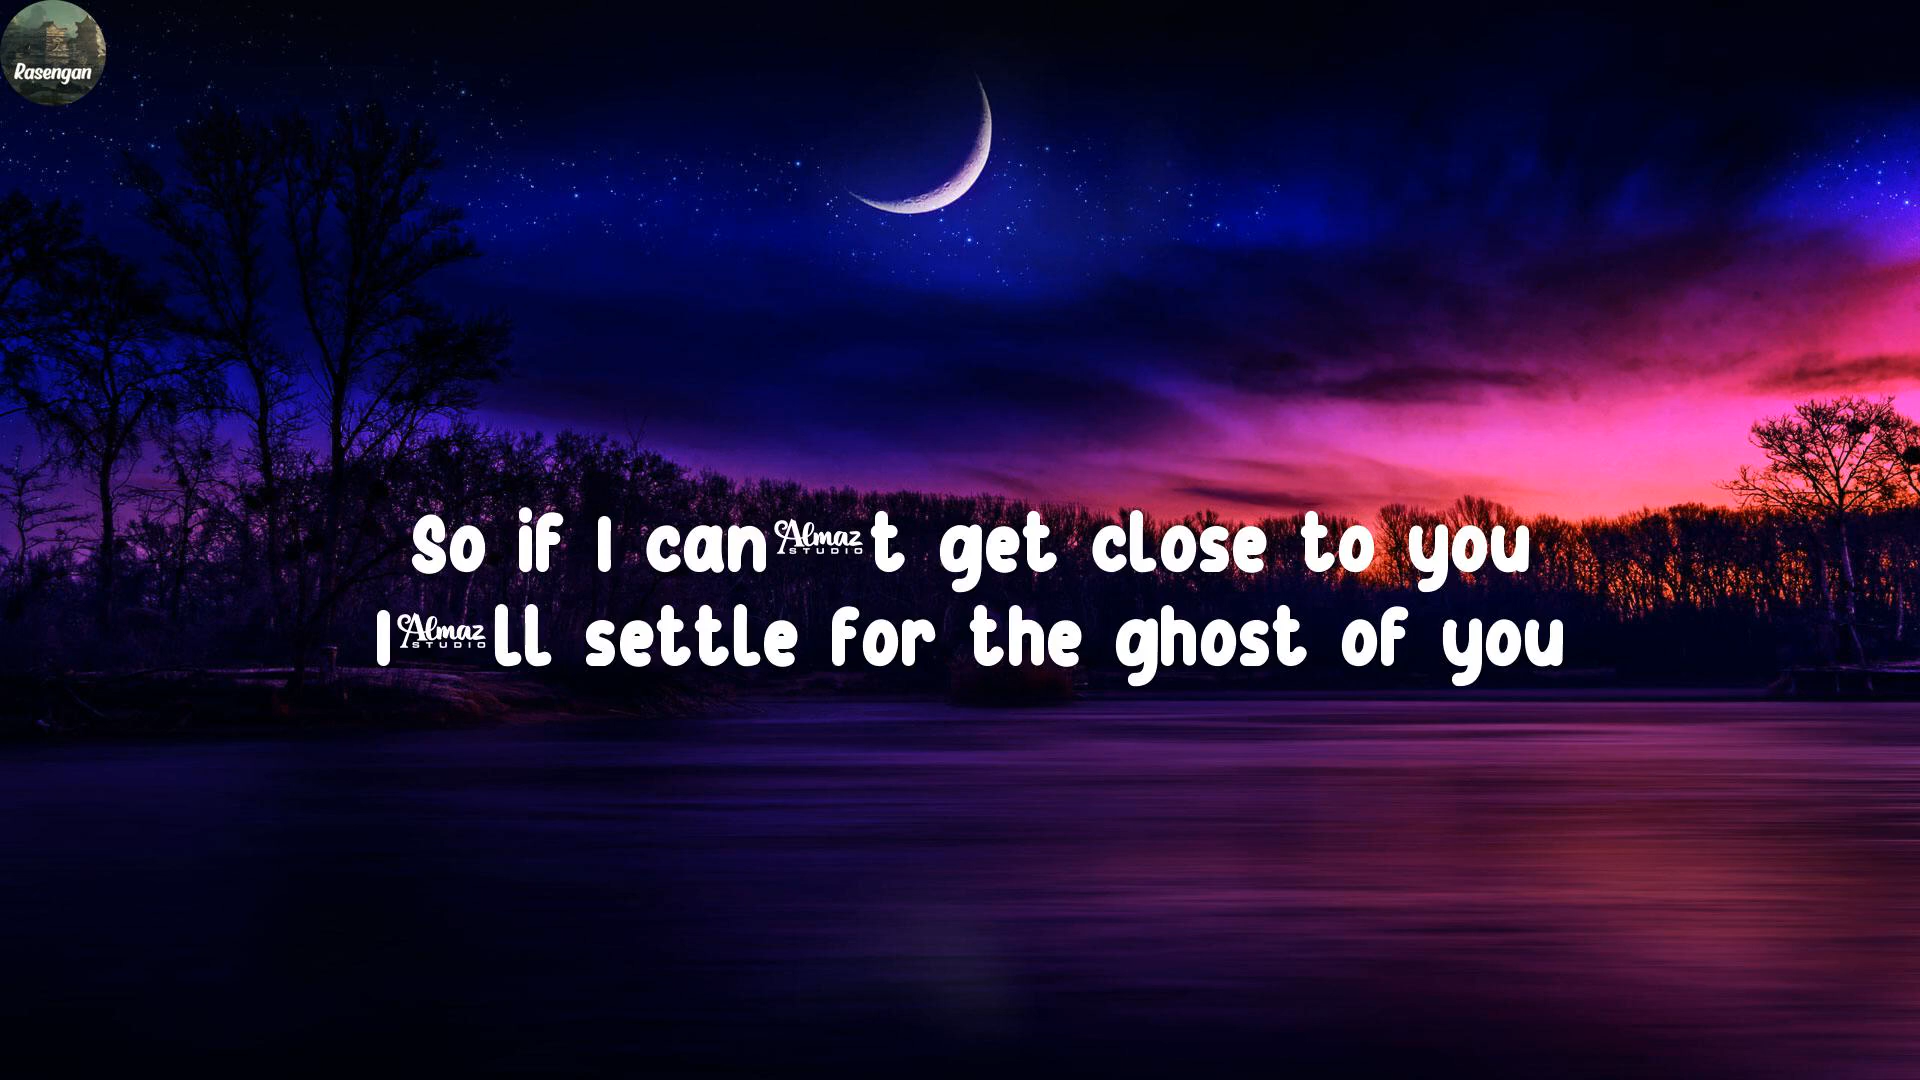 Rasengan
So if I canAlmaz STUDIOt get close to you
IAlmaz STUDIOll settle for the ghost of you